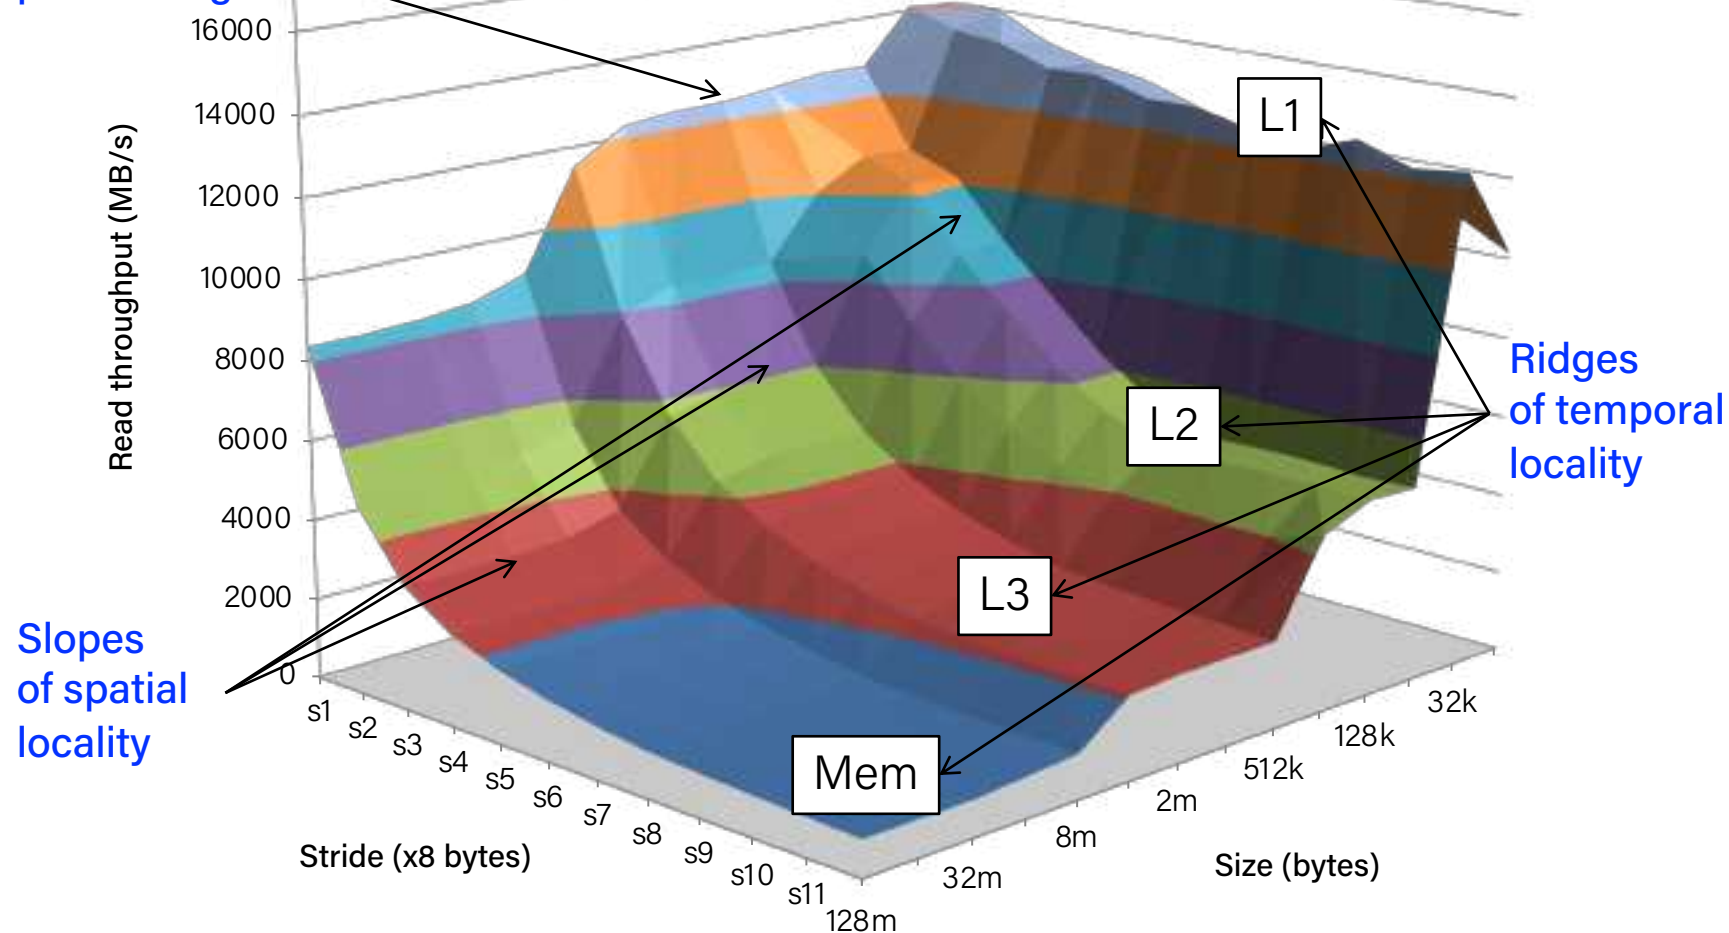 16000
14000
12000
10000
8000
6000
4000
2000
0
Read throughput (MB/s)
L1
L2
L3
Mem
Ridges
of temporal
locality
Slopes
of spatial
locality
s1
s2
s3
s4
s5
s6
s7
s8
s9
s10
s11
Stride (x8 bytes)
128m
32m
8m
2m
512k
128k
32k
Size (bytes)